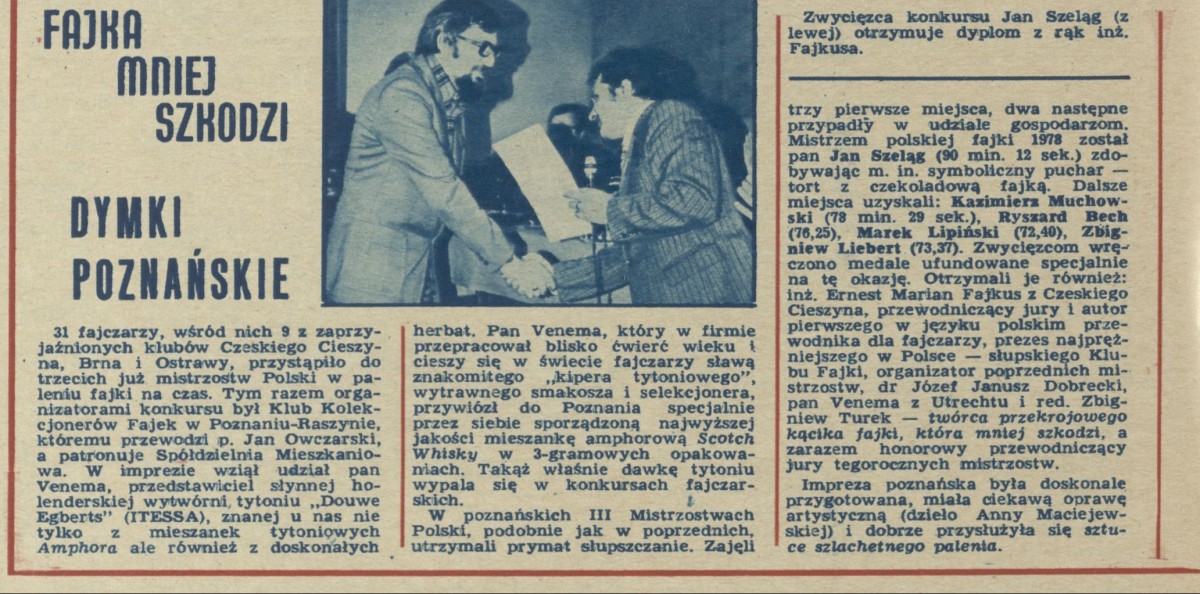 FAJKA
MNIEJ
SZKODZI
DYMKI
POZNAŃSKIE
31 fajczarzy, wśród nich 9 z zaprzy-
jaźnionych klubów Czeskiego Cieszy-
na, Brna i Ostrawy, przystąpiło do
trzecich już mistrzostw Polski w pa-
leniu fajki na czas. Tym razem orga-
nizatorami konkursu był Klub Kolek-
cjonerów Fajek w Poznaniu-Raszynie,
któremu przewodzi p. Jan Owczarski,
a patronuje Spółdzielnia Mieszkanio-
wa. W imprezie wziął udział pan
Venema, przedstawiciel słynnej ho-
lenderskiej wytwórni tytoniu „Douwe
Egberts" (ITESSA), znanej u nas nie
tylko z mieszanek tytoniowych
Amphora ale również z doskonałych
herbat. Pan Venema, który w firmie
przepracował blisko ćwierć wieku i
cieszy się w świecie fajczarzy sławą
znakomitego „kipera tytoniowego",
wytrawnego smakosza i selekcjonera,
przywiózł do Poznania specjalnie
przez siebie sporządzoną najwyższej
jakości mieszankę amphorową Scotch
Whisky w 3-gramowych opakowa-
niach. Takąż właśnie dawkę tytoniu
wypala się w konkursach fajczar-
skich.
W poznańskich III Mistrzostwach
Polski, podobnie jak w poprzednich,
utrzymali prymat słupszczanie. Zajęli
Zwycięzca konkursu Jan Szeląg (z
lewej) otrzymuje dyplom z rąk inż.
Fajkusa.
trzy pierwsze miejsca, dwa następne
przypadły w udziale gospodarzom.
Mistrzem polskiej fajki 1978 został
pan Jan Szeląg (90 min. 12 sek.) zdo-
bywając m. in. symboliczny puchar —
tort z czekoladową fajką. Dalsze
miejsca uzyskali: Kazimierz Muchow-
ski (78 min. 29 sek.), Ryszard Bech
(76,25), Marek Lipiński (72,40), Zbig-
niew Liebert (73,37). Zwycięzcom wrę-
czono medale ufundowane specjalnie
na tę okazję. Otrzymali je również:
inż. Ernest Marian Fajkus z Czeskiego
Cieszyna, przewodniczący jury i autor
pierwszego w języku polskim prze-
wodnika dla fajczarzy, prezes najpręż-
niejszego w Polsce — słupskiego Klu-
bu Fajki, organizator poprzednich mi-
strzostw, dr Józef Janusz Dobrecki,
pan Venema z Utrechtu i red. Zbig-
niew Turek — twórca przekrojowego
kącika fajki, która mniej szkodzi, a
zarazem honorowy przewodniczący
jury tegorocznych mistrzostw.
Impreza poznańska była doskonale
przygotowana, miała ciekawą oprawę
artystyczną (dzieło Anny Maciejew-
skiej) i dobrze przysłużyła się sztu-
ce szlachetnego palenia.